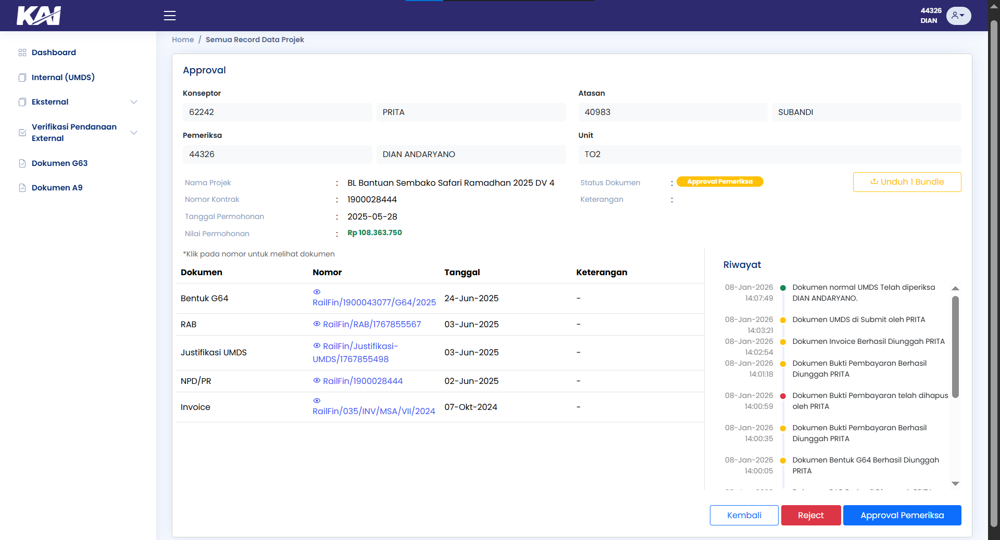 KAI
44326
DIAN
Dashboard
Internal (UMDS)
Eksternal
Verifikasi Pendanaan
External
Dokumen G63
Dokumen A9
Home / Semua Record Data Projek
Approval
Konseptor
Atasan
62242
PRITA
40983
SUBANDI
Pemeriksa
Unit
44326
DIAN ANDARYANO
TO2
Nama Projek : BL Bantuan Sembako Safari Ramadhan 2025 DV 4
Nomor Kontrak : 1900028444
Tanggal Permohonan : 2025-05-28
Nilai Permohonan : Rp 108.363.750
Status Dokumen : Approval Pemeriksa
Keterangan :
Unduh 1 Bundle
*Klik pada nomor untuk melihat dokumen
Dokumen Nomor Tanggal Keterangan
Bentuk G64 RailFin/1900043077/G64/2025 24-Jun-2025 -
RAB RailFin/RAB/1767855567 03-Jun-2025 -
Justifikasi UMDS RailFin/Justifikasi-
UMDS/1767855498 03-Jun-2025 -
NPD/PR RailFin/1900028444 02-Jun-2025 -
Invoice RailFin/035/INV/MSA/VII/2024 07-Okt-2024 -
Riwayat
08-Jan-2026 Dokumen normal UMDS Telah diperiksa
14:07:49 DIAN ANDARYANO.
08-Jan-2026 Dokumen UMDS di Submit oleh PRITA
14:03:21
08-Jan-2026 Dokumen Invoice Berhasil Diunggah PRITA
14:02:54
08-Jan-2026 Dokumen Bukti Pembayaran Berhasil
14:01:18 Diunggah PRITA
08-Jan-2026 Dokumen Bukti Pembayaran telah dihapus
14:00:59 oleh PRITA
08-Jan-2026 Dokumen Bukti Pembayaran Berhasil
14:00:35 Diunggah PRITA
08-Jan-2026 Dokumen Bentuk G64 Berhasil Diunggah
14:00:05 PRITA
Kembali
Reject
Approval Pemeriksa